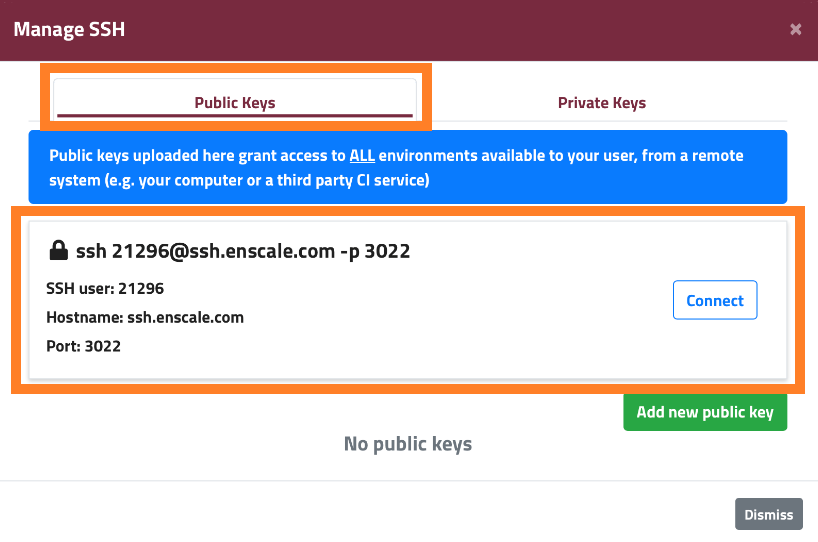 Manage SSH
×
Public Keys
Private Keys
Public keys uploaded here grant access to ALL environments available to your user, from a remote
system (e.g. your computer or a third party CI service)
ssh 21296@ssh.enscale.com -p 3022
SSH user: 21296
Hostname: ssh.enscale.com
Port: 3022
Connect
Add new public key
No public keys
Dismiss